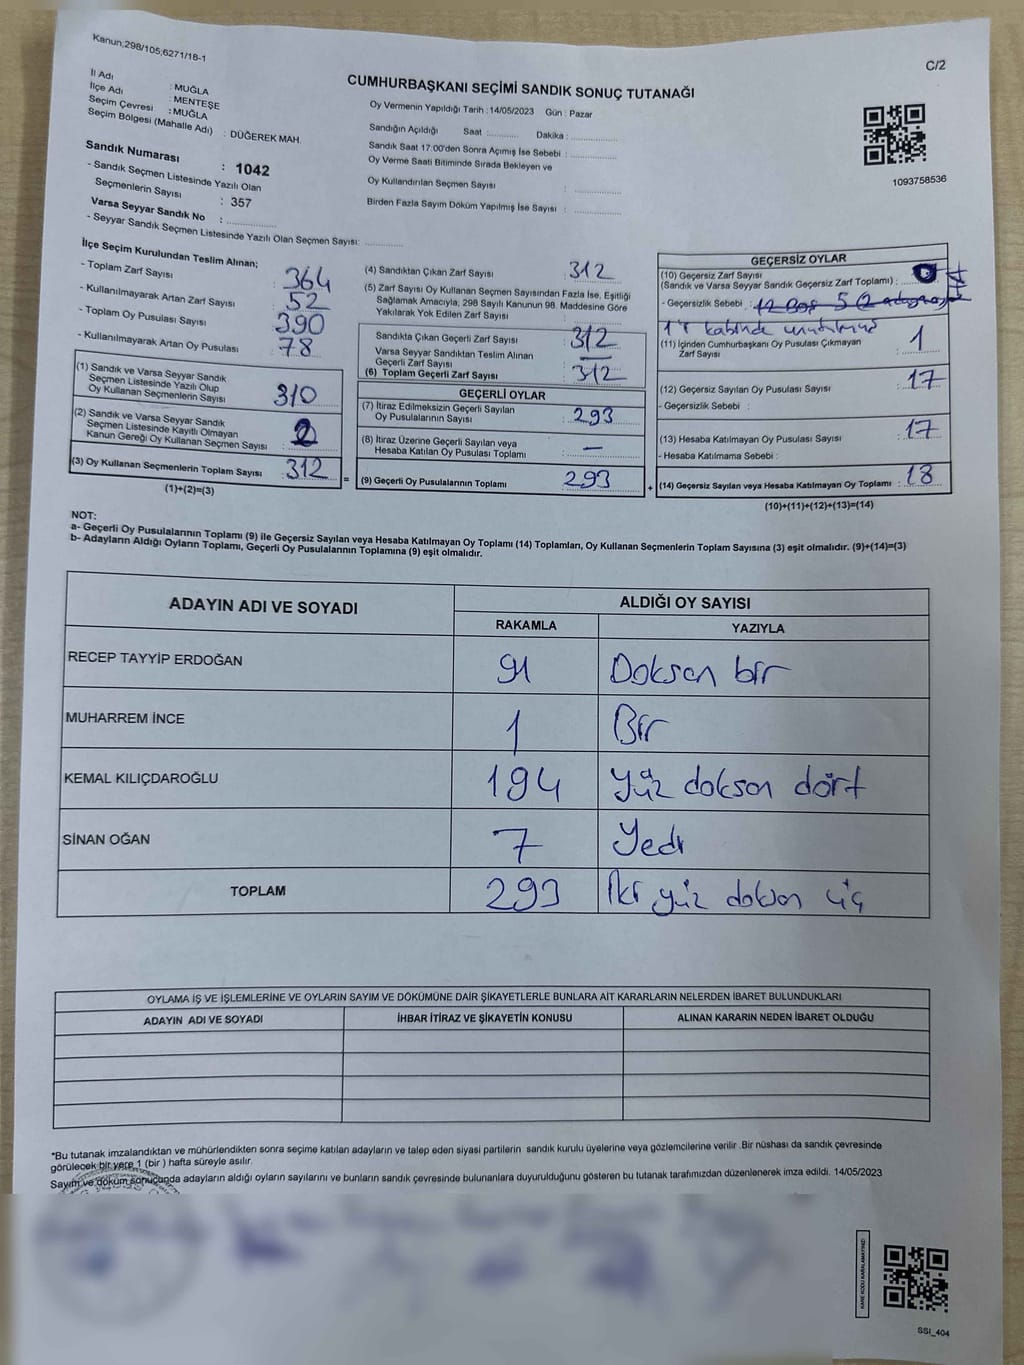 Kanun:298/105;6271/18-1
C/2
İl Adı : MUĞLA
İlçe Adı : MENTEŞE
Seçim Çevresi : MUĞLA
Seçim Bölgesi (Mahalle Adı) : DÜĞEREK MAH.
Sandık Numarası : 1042
- Sandık Seçmen Listesinde Yazılı Olan
Seçmenlerin Sayısı : 357
Varsa Seyyar Sandık No :
- Seyyar Sandık Seçmen Listesinde Yazılı Olan Seçmen Sayısı:
CUMHURBAŞKANI SEÇİMİ SANDIK SONUÇ TUTANAĞI
Oy Vermenin Yapıldığı Tarih : 14/05/2023 Gün : Pazar
Sandığın Açıldığı Saat : Dakika :
Sandık Saat 17:00'den Sonra Açımış İse Sebebi :
Oy Verme Saati Bitiminde Sırada Bekleyen ve
Oy Kullandırılan Seçmen Sayısı :
Birden Fazla Sayım Döküm Yapılmış İse Sayısı :
1093758536
İlçe Seçim Kurulundan Teslim Alınan;
- Toplam Zarf Sayısı 364
- Kullanılmayarak Artan Zarf Sayısı 52
- Toplam Oy Pusulası Sayısı 390
- Kullanılmayarak Artan Oy Pusulası 78
(1) Sandık ve Varsa Seyyar Sandık
Seçmen Listesinde Yazılı Olup
Oy Kullanan Seçmenlerin Sayısı 310
(2) Sandık ve Varsa Seyyar Sandık
Seçmen Listesinde Kayıtlı Olmayan
Kanun Gereği Oy Kullanan Seçmen Sayısı : 2
(3) Oy Kullanan Seçmenlerin Toplam Sayısı 312
(1)+(2)=(3)
=
(4) Sandıktan Çıkan Zarf Sayısı : 312
(5) Zarf Sayısı Oy Kullanan Seçmen Sayısından Fazla İse, Eşitliği
Sağlamak Amacıyla, 298 Sayılı Kanunun 98. Maddesine Göre
Yakılarak Yok Edilen Zarf Sayısı :
Sandıkta Çıkan Geçerli Zarf Sayısı : 312
Varsa Seyyar Sandıktan Teslim Alınan
Geçerli Zarf Sayısı : —
(6) Toplam Geçerli Zarf Sayısı : 312
GEÇERLİ OYLAR
(7) İtiraz Edilmeksizin Geçerli Sayılan
Oy Pusulalarının Sayısı : 293
(8) İtiraz Üzerine Geçerli Sayılan veya
Hesaba Katılan Oy Pusulası Toplamı : —
(9) Geçerli Oy Pusulalarının Toplamı : 293
+
GEÇERSİZ OYLAR
(10) Geçersiz Zarf Sayısı
(Sandık ve Varsa Seyyar Sandık Geçersiz Zarf Toplamı) : 0
- Geçersizlik Sebebi :
1'i kabinde unutulmuş
(11) İçinden Cumhurbaşkanı Oy Pusulası Çıkmayan
Zarf Sayısı : 1
(12) Geçersiz Sayılan Oy Pusulası Sayısı : 17
- Geçersizlik Sebebi :
(13) Hesaba Katılmayan Oy Pusulası Sayısı : 17
- Hesaba Katılmama Sebebi :
(14) Geçersiz Sayılan veya Hesaba Katılmayan Oy Toplamı : 18
(10)+(11)+(12)+(13)=(14)
NOT:
a- Geçerli Oy Pusulalarının Toplamı (9) ile Geçersiz Sayılan veya Hesaba Katılmayan Oy Toplamı (14) Toplamları, Oy Kullanan Seçmenlerin Toplam Sayısına (3) eşit olmalıdır. (9)+(14)=(3)
b- Adayların Aldığı Oyların Toplamı, Geçerli Oy Pusulalarının Toplamına (9) eşit olmalıdır.
ADAYIN ADI VE SOYADI
ALDIĞI OY SAYISI
RAKAMLA YAZIYLA
RECEP TAYYİP ERDOĞAN 91 Doksan bir
MUHARREM İNCE 1 Bir
KEMAL KILIÇDAROĞLU 194 Yüz doksan dört
SİNAN OĞAN 7 Yedi
TOPLAM 293 İki yüz doksan üç
OYLAMA İŞ VE İŞLEMLERİNE VE OYLARIN SAYIM VE DÖKÜMÜNE DAİR ŞİKAYETLERLE BUNLARA AİT KARARLARIN NELERDEN İBARET BULUNDUKLARI
ADAYIN ADI VE SOYADI İHBAR İTİRAZ VE ŞİKAYETİN KONUSU ALINAN KARARIN NEDEN İBARET OLDUĞU
*Bu tutanak imzalandıktan ve mühürlendikten sonra seçime katılan adayların ve talep eden siyasi partilerin sandık kurulu üyelerine veya gözlemcilerine verilir .Bir nüshası da sandık çevresinde
görülecek bir yere 1 (bir ) hafta süreyle asılır.
Sayım ve döküm sonucunda adayların aldığı oyların sayılarını ve bunların sandık çevresinde bulunanlara duyurulduğunu gösteren bu tutanak tarafımızdan düzenlenerek imza edildi. 14/05/2023
KARE KODU KARALAMAYINIZ!
SSI_404